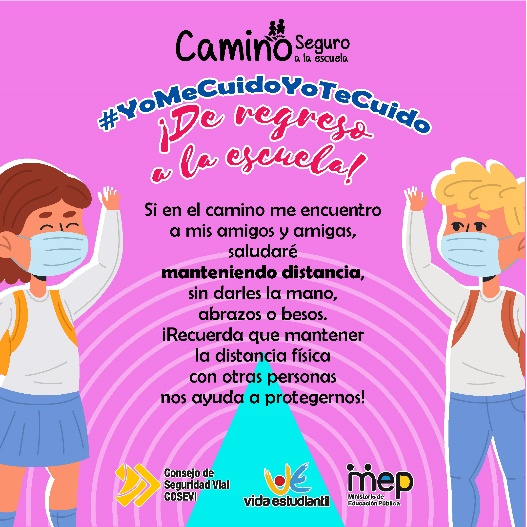 Camino Seguro
a la escuela
#YoMeCuidoYoTeCuido
¡De regreso
a la escuela!
Si en el camino me encuentro
a mis amigos y amigas,
saludaré
manteniendo distancia,
sin darles la mano,
abrazos o besos.
¡Recuerda que mantener
la distancia física
con otras personas
nos ayuda a protegernos!
Consejo de
Seguridad Vial
COSEVI
vida estudiantil
mep
Ministerio de
Educación Pública